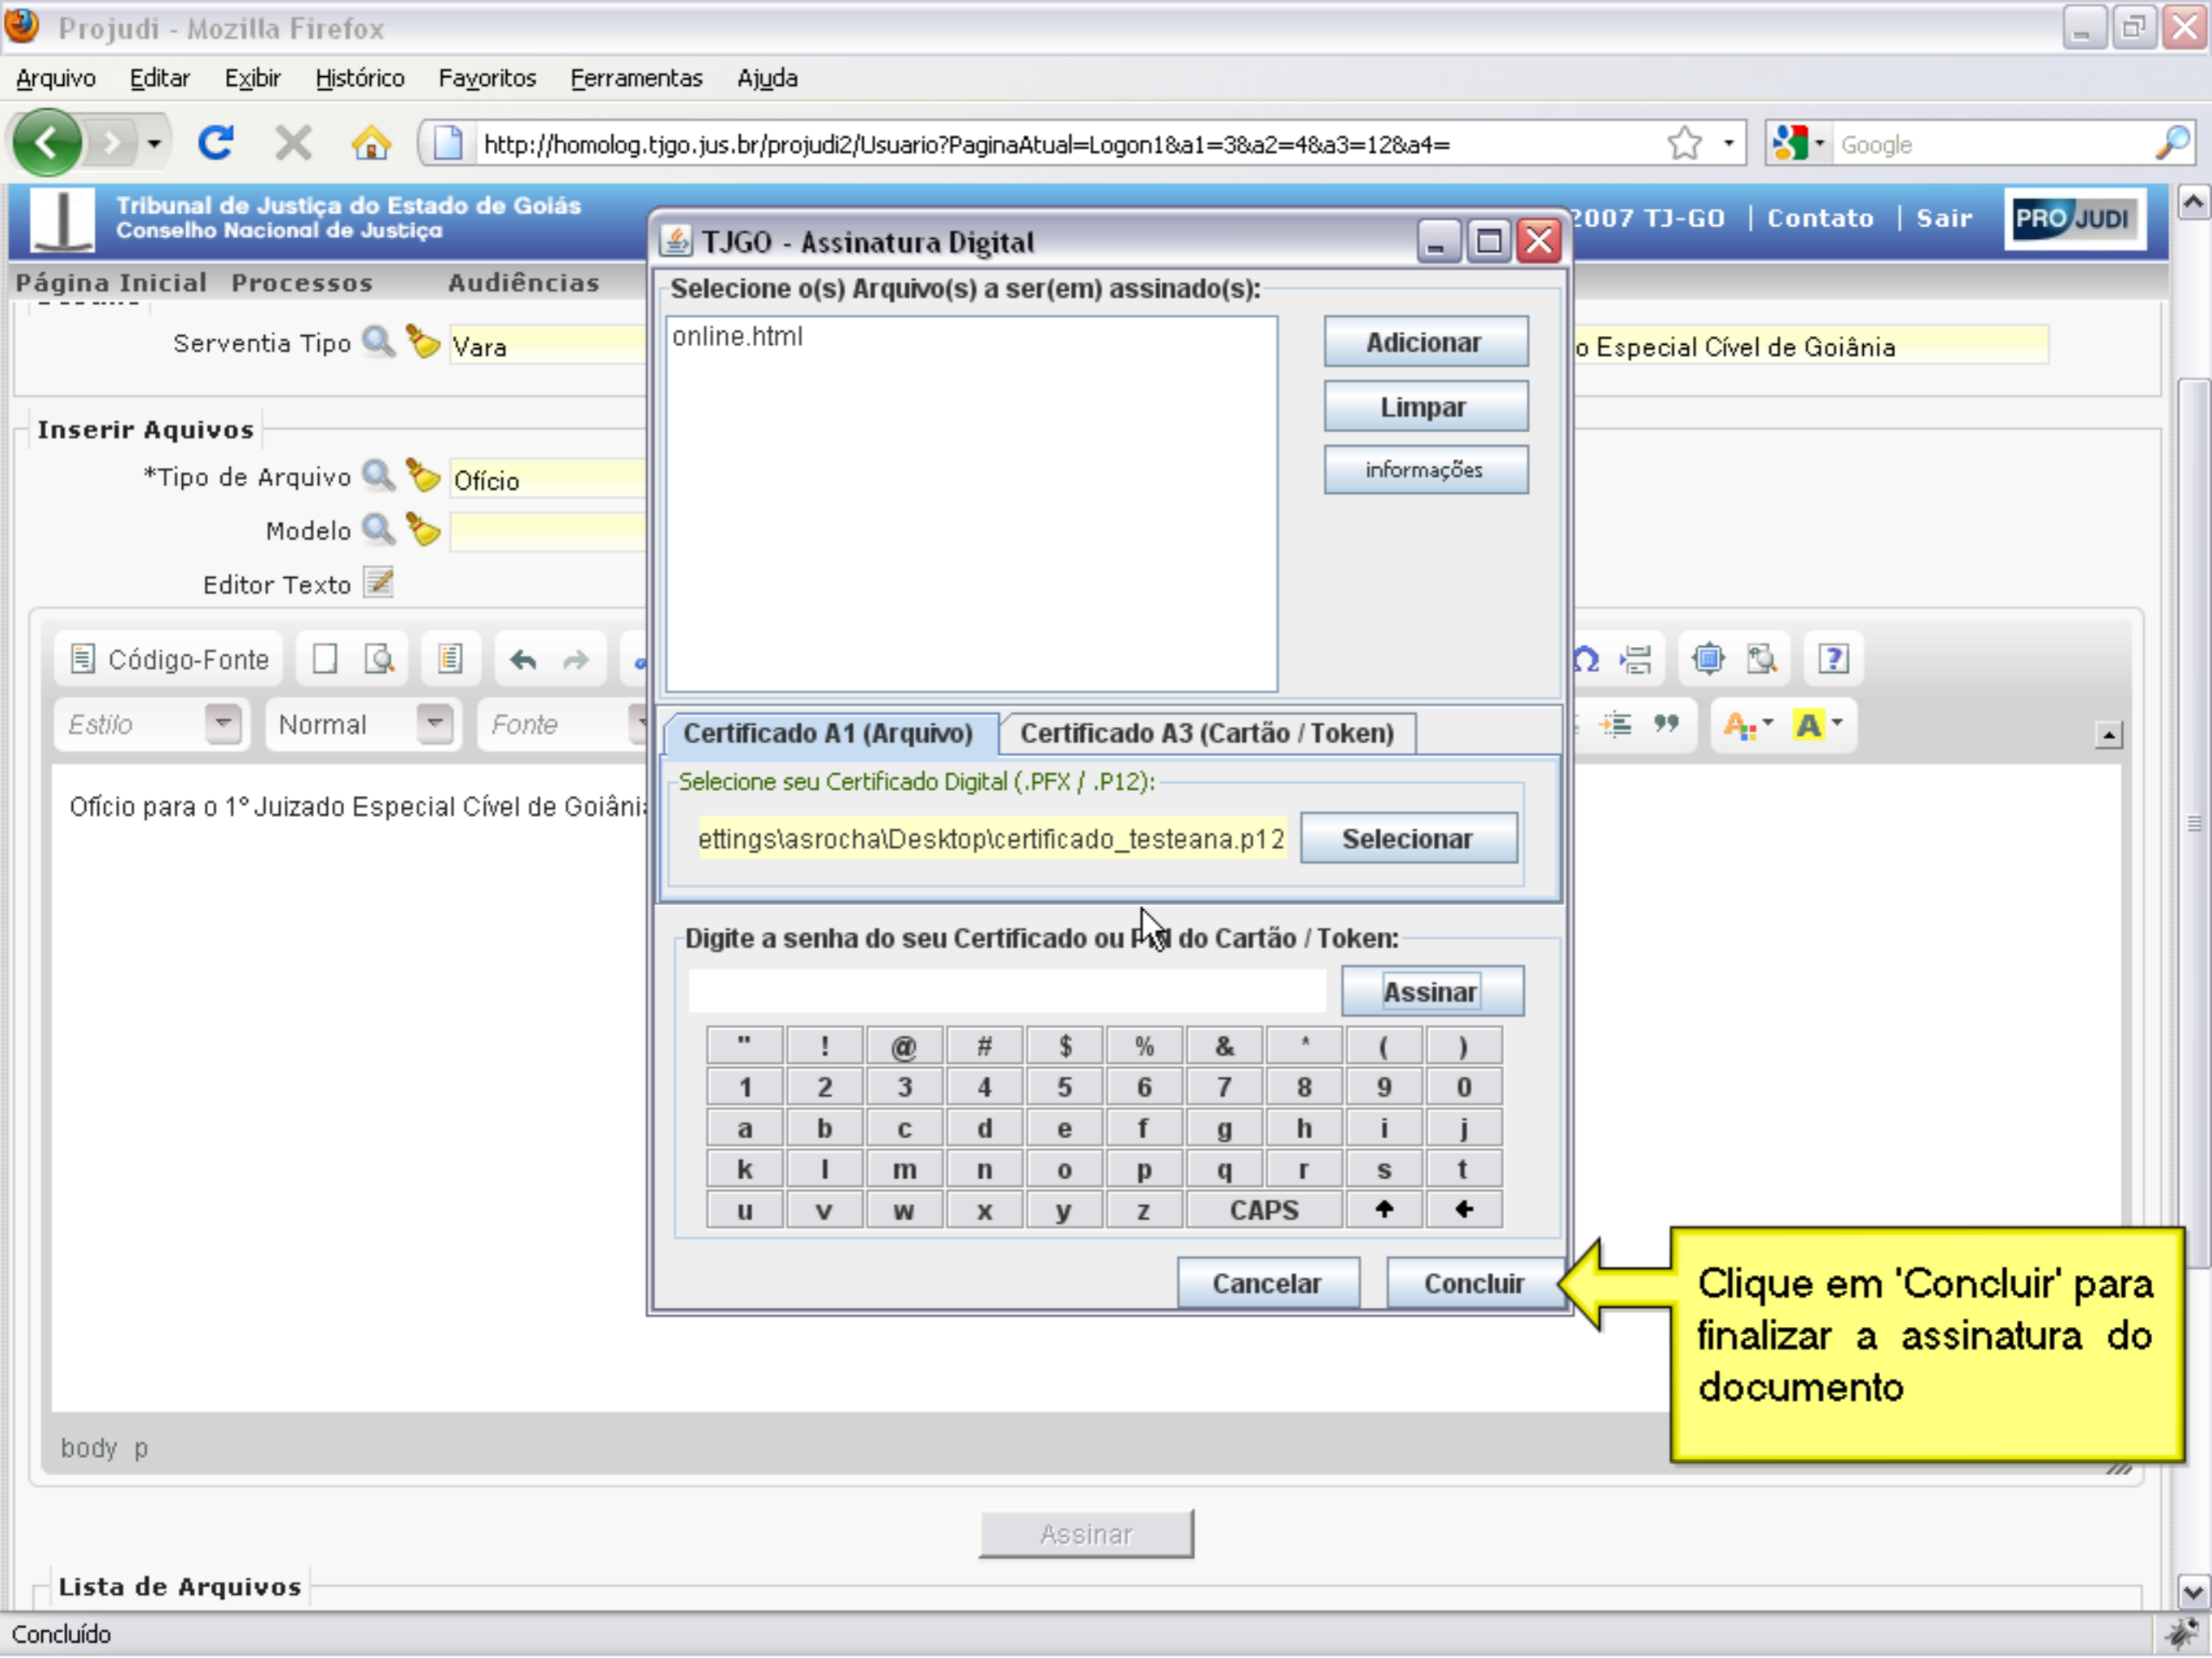 Projudi - Mozilla Firefox
Arquivo Editar Exibir Histórico Favoritos Ferramentas Ajuda
http://homolog.tjgo.jus.br/projudi2/Usuario?PaginaAtual=Logon1&a1=3&a2=4&a3=12&a4=
Google
Tribunal de Justiça do Estado de Goiás
Conselho Nacional de Justiça
2007 TJ-GO | Contato | Sair
PROJUDI
Página Inicial Processos Audiências
Serventia Tipo Vara
o Especial Cível de Goiânia
Inserir Aquivos
*Tipo de Arquivo Ofício
Modelo
Editor Texto
Código-Fonte
Estilo Normal Fonte
Ofício para o 1º Juizado Especial Cível de Goiânia
body p
Assinar
Lista de Arquivos
Concluído
TJGO - Assinatura Digital
Selecione o(s) Arquivo(s) a ser(em) assinado(s):
online.html
Adicionar
Limpar
informações
Certificado A1 (Arquivo) Certificado A3 (Cartão / Token)
Selecione seu Certificado Digital (.PFX / .P12):
ettings\asrocha\Desktop\certificado_testeana.p12 Selecionar
Digite a senha do seu Certificado ou PIN do Cartão / Token:
Assinar
" ! @ # $ % & * ( )
1 2 3 4 5 6 7 8 9 0
a b c d e f g h i j
k l m n o p q r s t
u v w x y z CAPS
Cancelar Concluir
Clique em 'Concluir' para
finalizar a assinatura do
documento